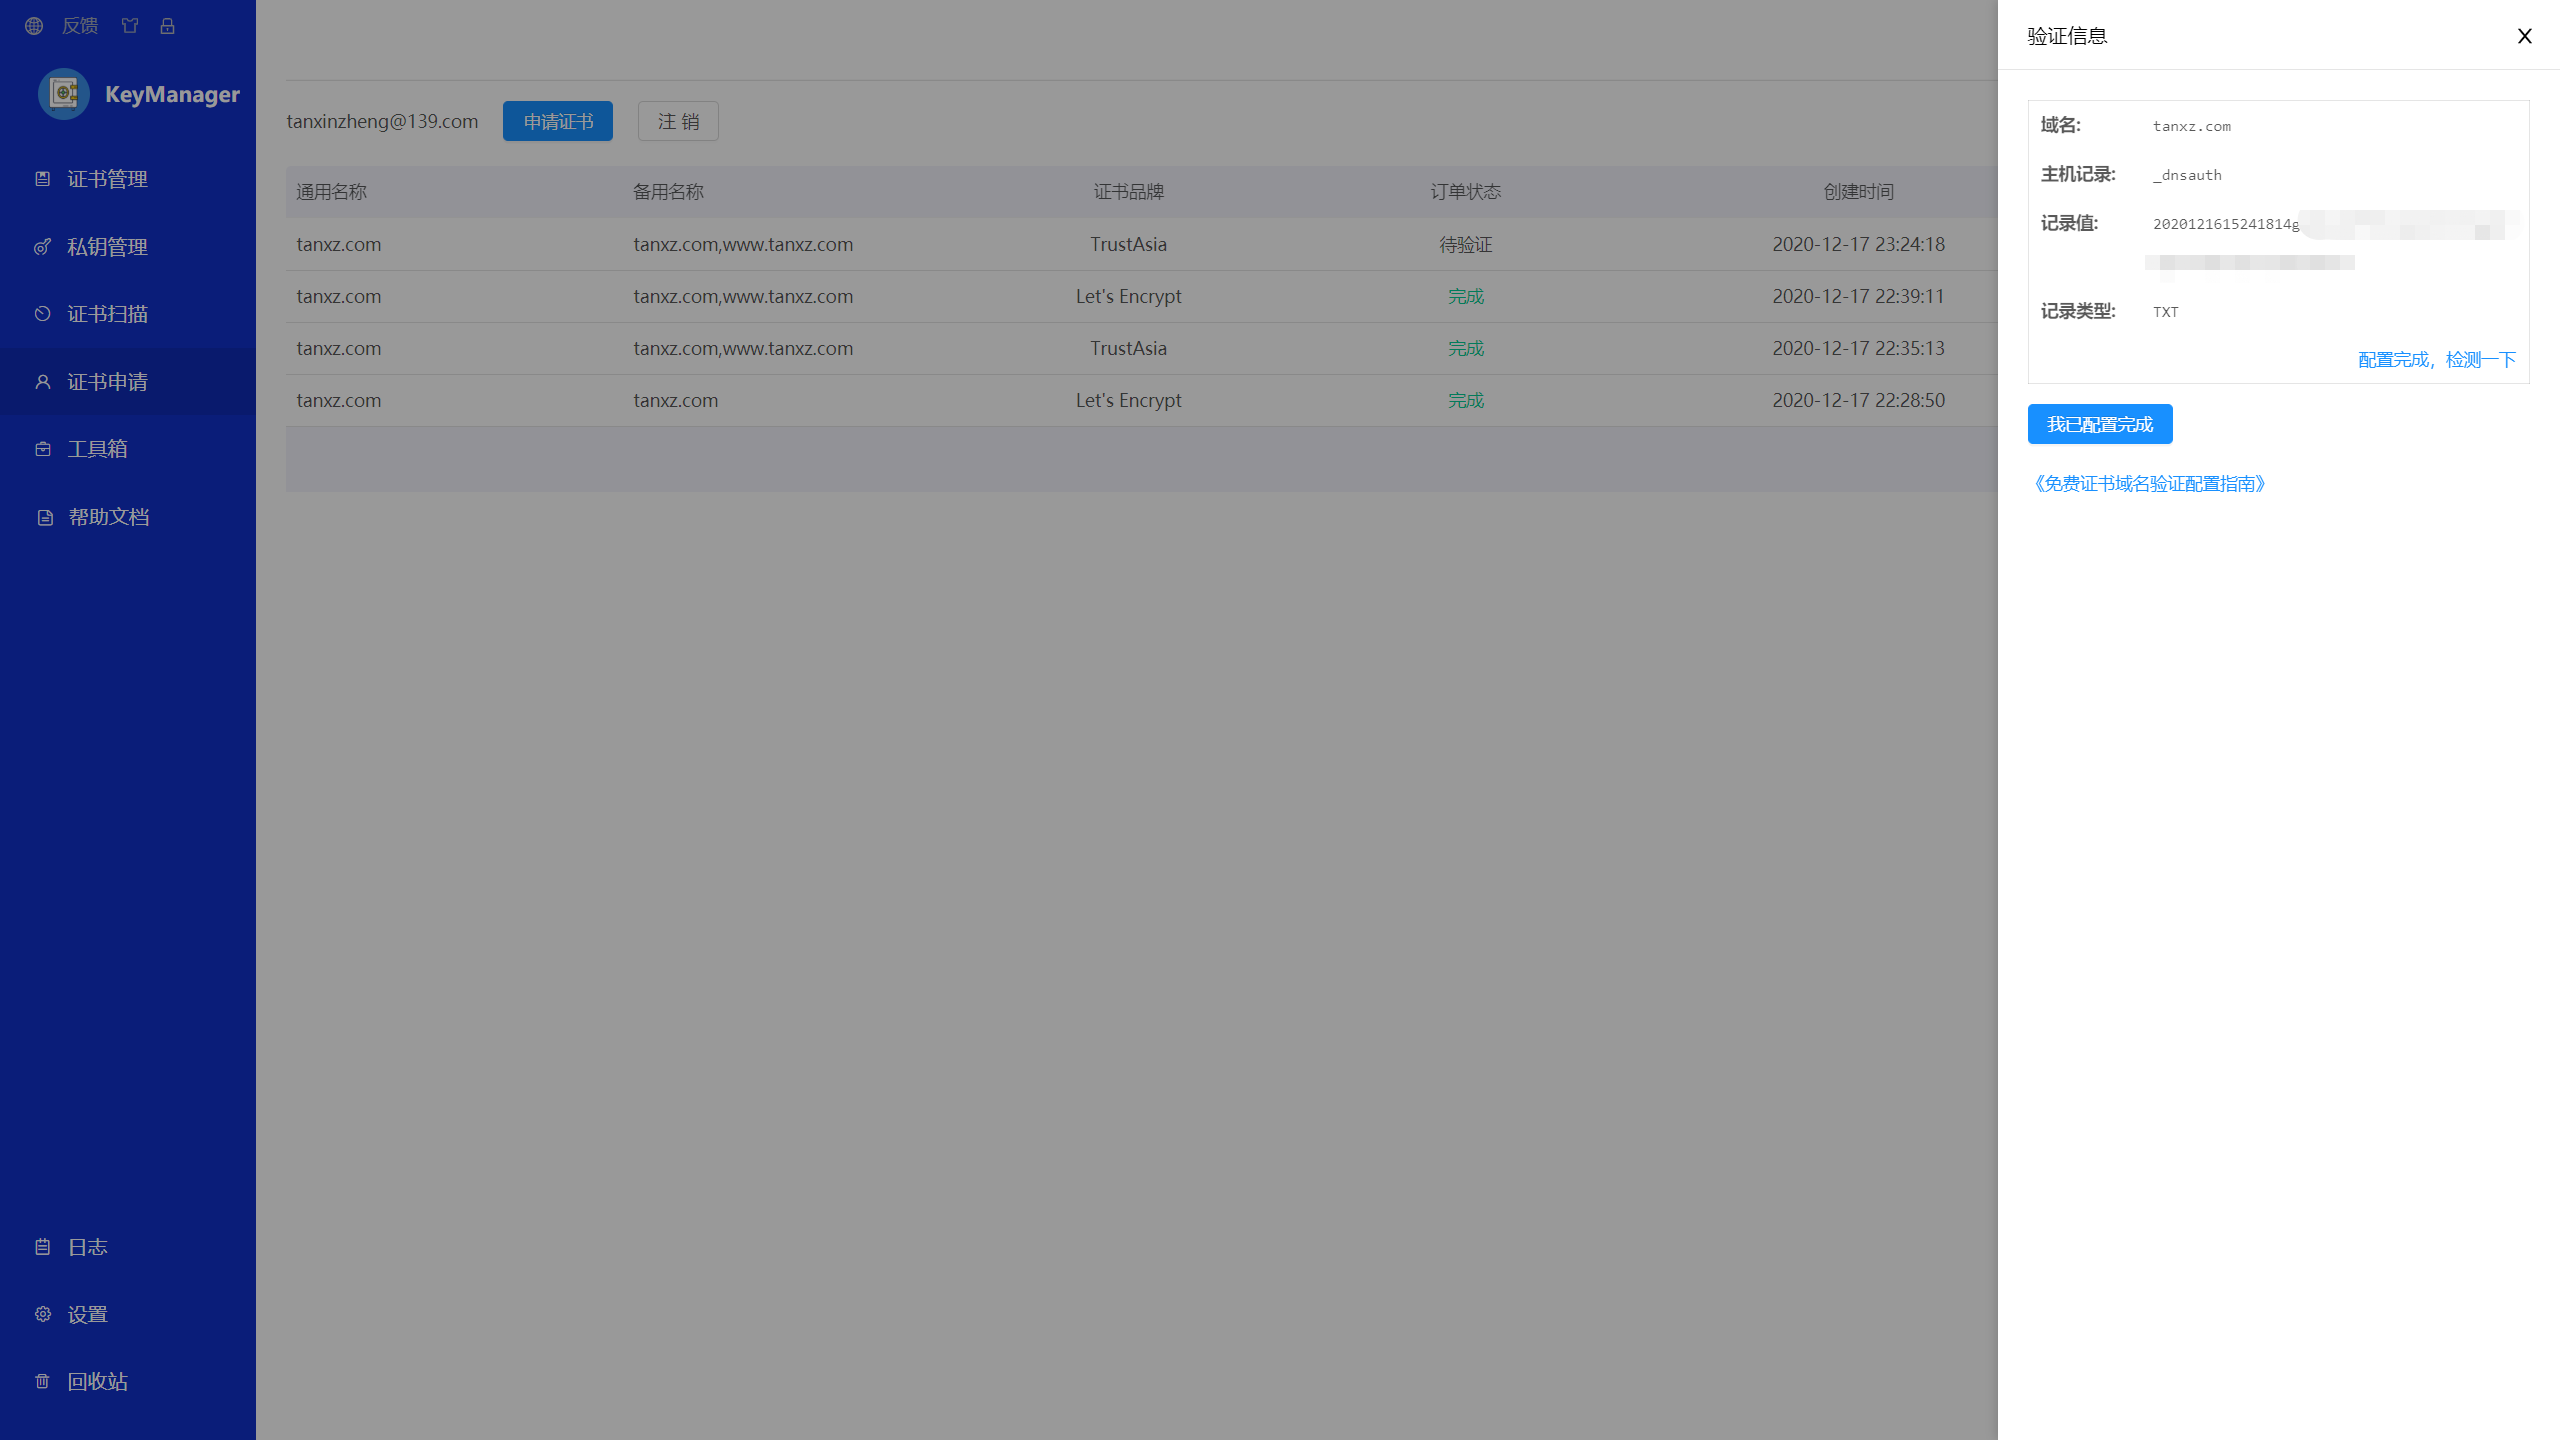 反馈
KeyManager
证书管理
私钥管理
证书扫描
证书申请
工具箱
帮助文档
日志
设置
回收站
tanxinzheng@139.com 申请证书 注 销
通用名称 备用名称 证书品牌 订单状态 创建时间
tanxz.com tanxz.com,www.tanxz.com TrustAsia 待验证 2020-12-17 23:24:18
tanxz.com tanxz.com,www.tanxz.com Let's Encrypt 完成 2020-12-17 22:39:11
tanxz.com tanxz.com,www.tanxz.com TrustAsia 完成 2020-12-17 22:35:13
tanxz.com tanxz.com Let's Encrypt 完成 2020-12-17 22:28:50
验证信息
域名: tanxz.com
主机记录: _dnsauth
记录值: 2020121615241814g
记录类型: TXT
配置完成，检测一下
我已配置完成
《免费证书域名验证配置指南》